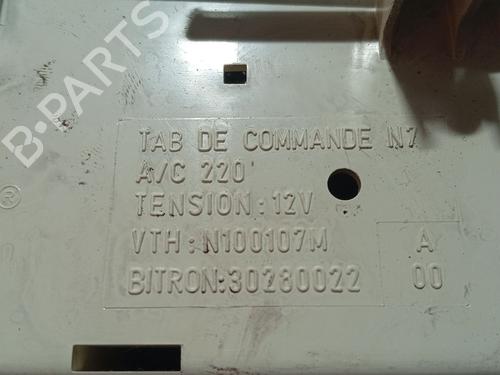 B-PARTS
TAB DE COMMANDE N7
A/C 220'
TENSION:12V
VTH:N100107M
BITRON:30280022
A
00
®